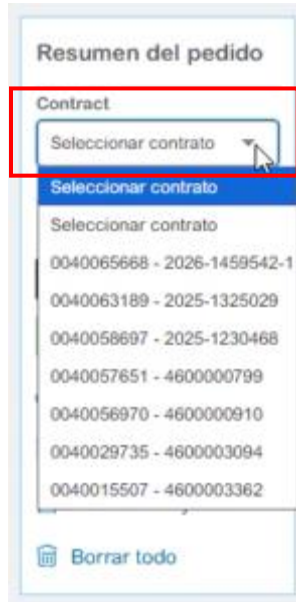 Resumen del pedido
Contract
Seleccionar contrato
Seleccionar contrato
Seleccionar contrato
0040065668 - 2026-1459542-1
0040063189 - 2025-1325029
0040058697 - 2025-1230468
0040057651 - 4600000799
0040056970 - 4600000910
0040029735 - 4600003094
0040015507 - 4600003362
Borrar todo